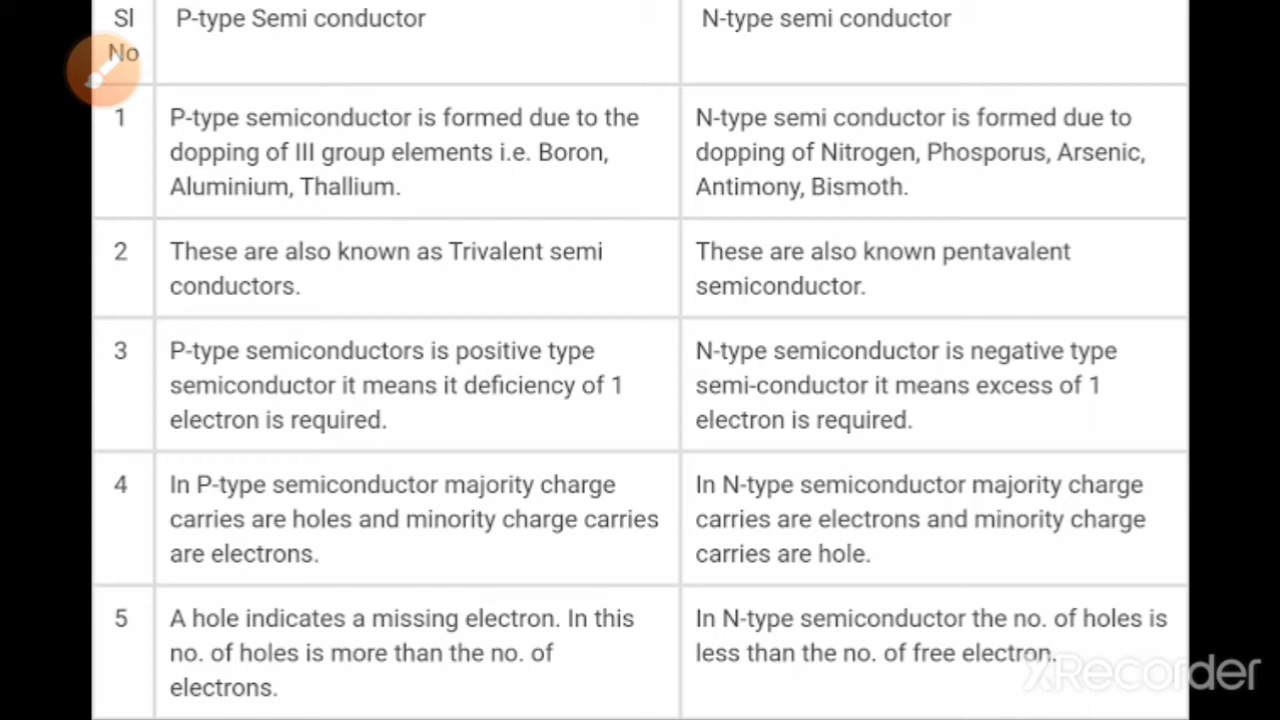 Sl
No
P-type Semi conductor
N-type semi conductor
1
P-type semiconductor is formed due to the
dopping of III group elements i.e. Boron,
Aluminium, Thallium.
N-type semi conductor is formed due to
dopping of Nitrogen, Phosporus, Arsenic,
Antimony, Bismoth.
2
These are also known as Trivalent semi
conductors.
These are also known pentavalent
semiconductor.
3
P-type semiconductors is positive type
semiconductor it means it deficiency of 1
electron is required.
N-type semiconductor is negative type
semi-conductor it means excess of 1
electron is required.
4
In P-type semiconductor majority charge
carries are holes and minority charge carries
are electrons.
In N-type semiconductor majority charge
carries are electrons and minority charge
carries are hole.
5
A hole indicates a missing electron. In this
no. of holes is more than the no. of
electrons.
In N-type semiconductor the no. of holes is
less than the no. of free electron.
XRecorder